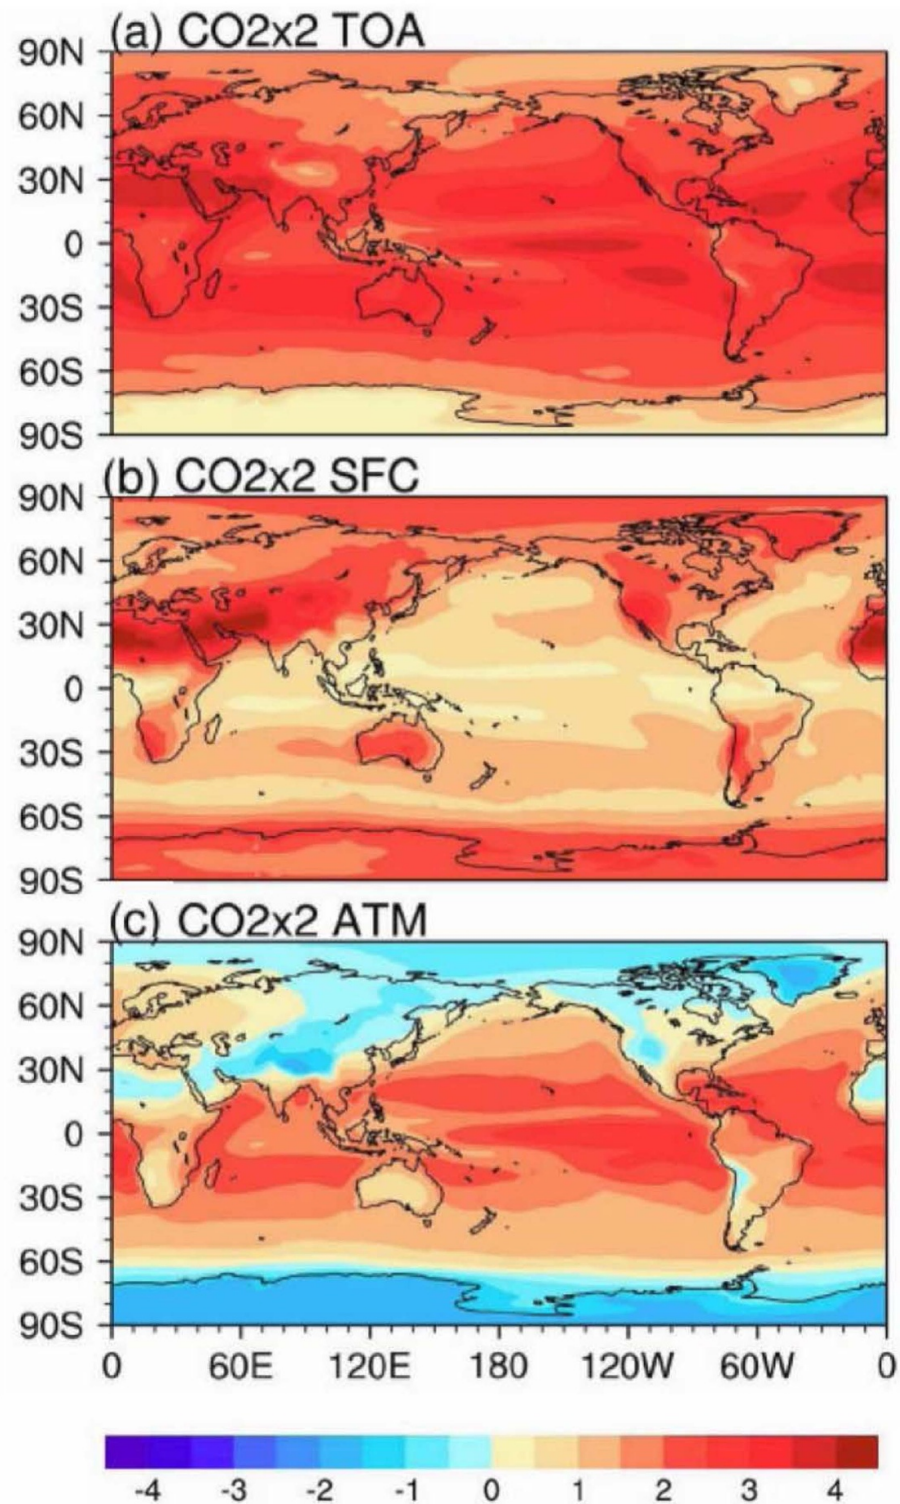 (a) CO2x2 TOA
90N
60N
30N
0
30S
60S
90S
(b) CO2x2 SFC
90N
60N
30N
0
30S
60S
90S
(c) CO2x2 ATM
90N
60N
30N
0
30S
60S
90S
0 60E 120E 180 120W 60W 0
-4 -3 -2 -1 0 1 2 3 4